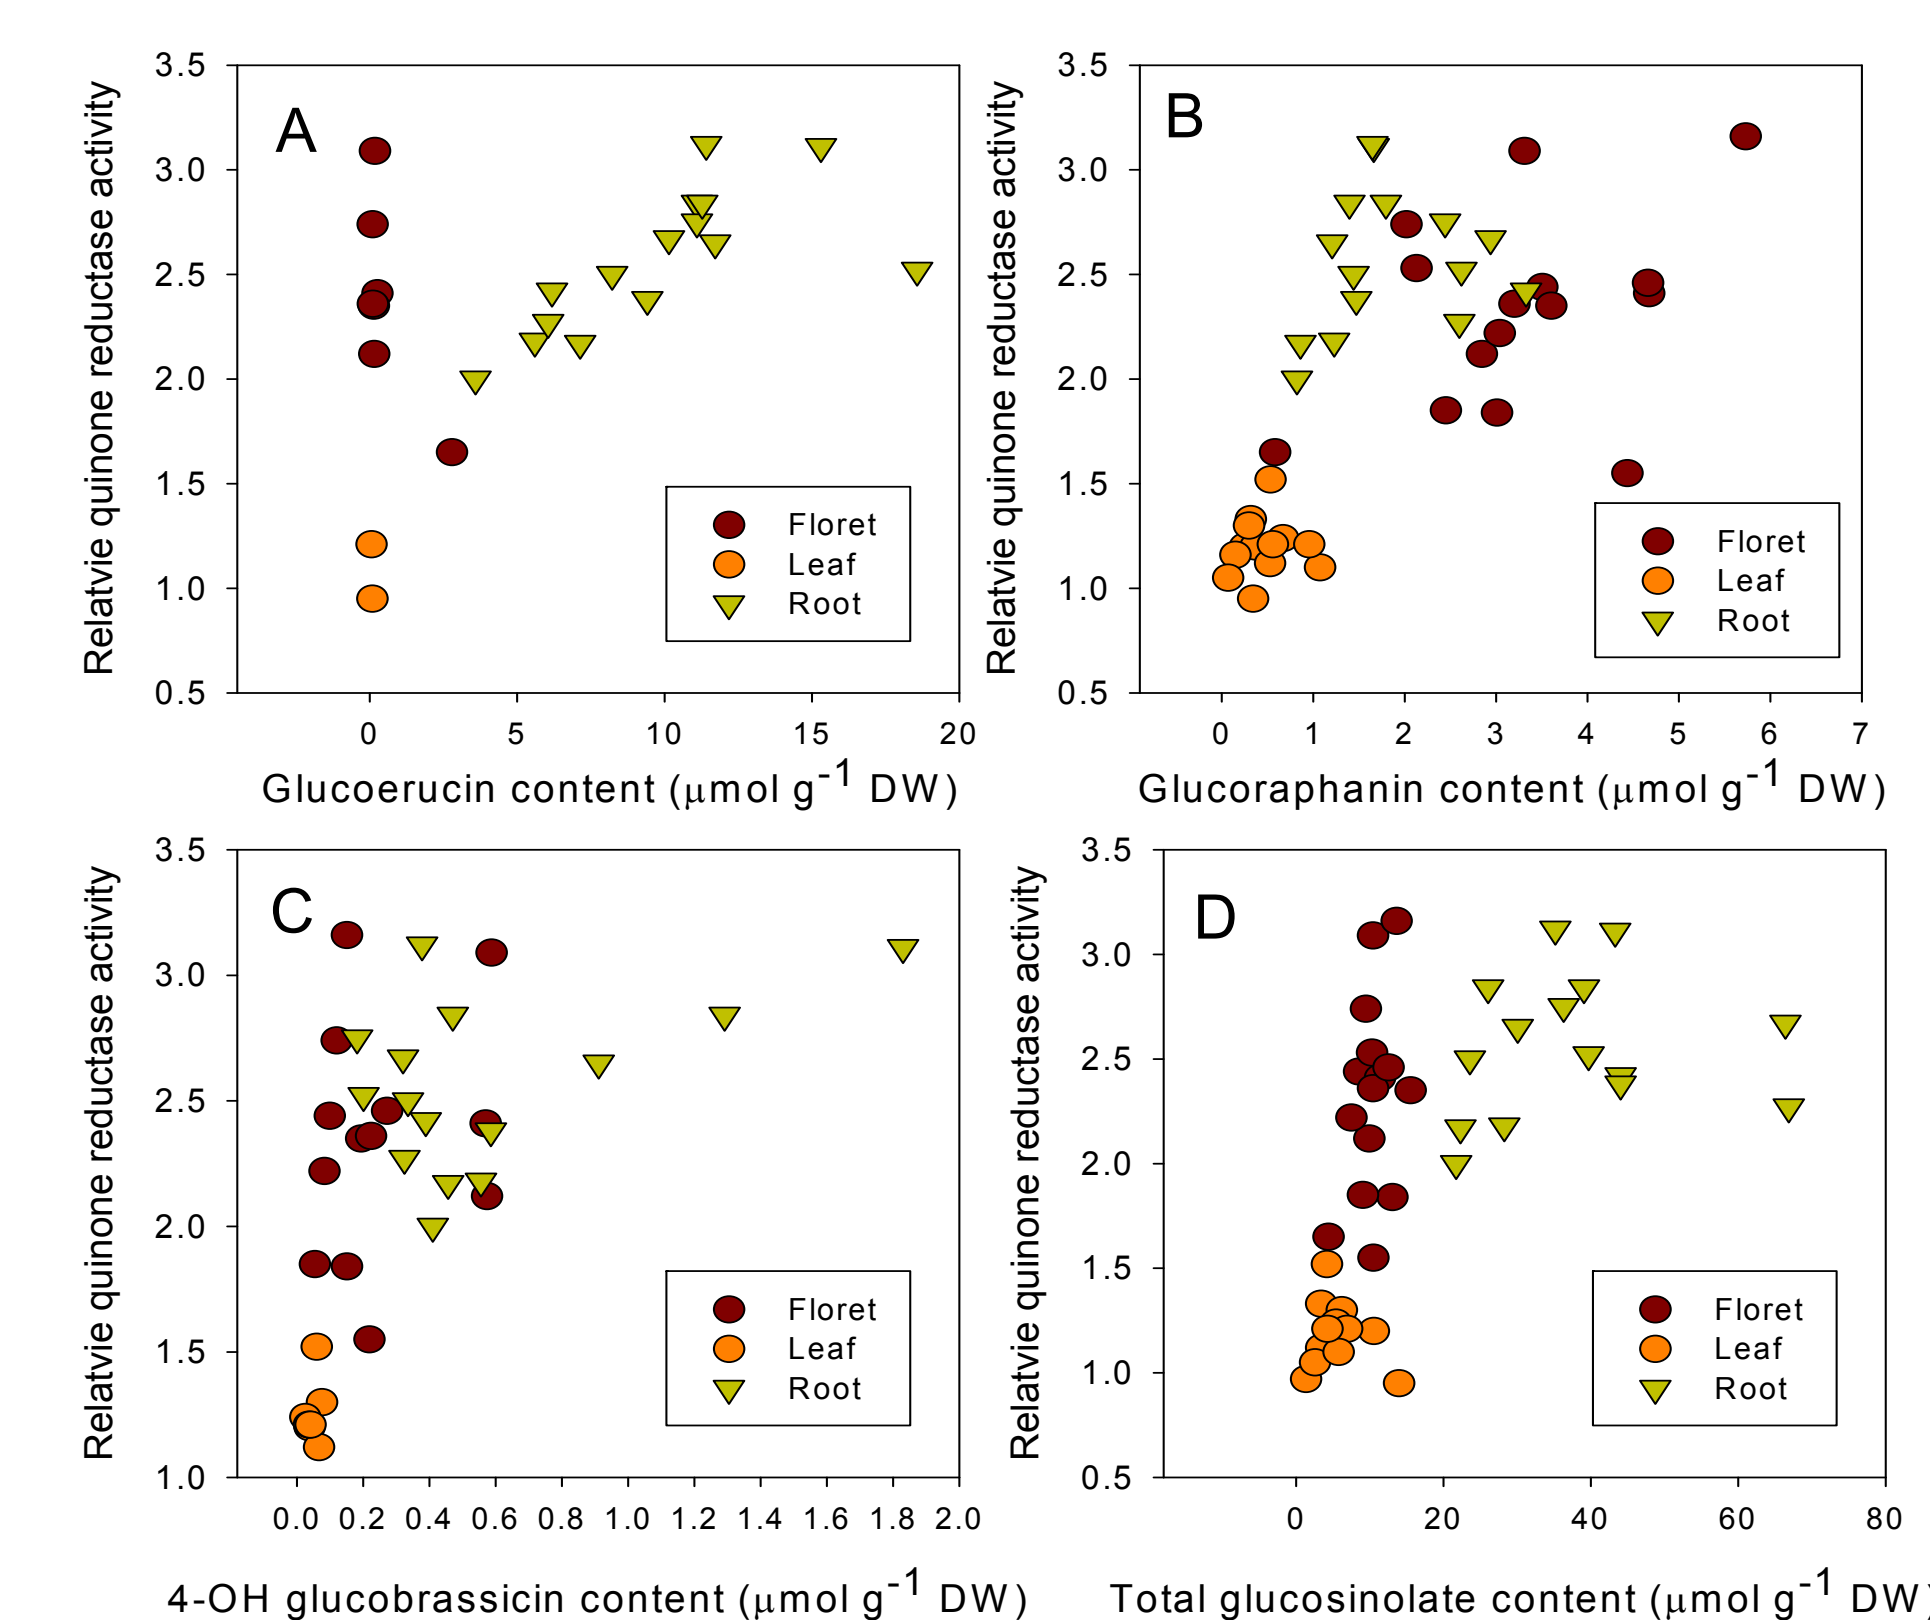 A
Relatvie quinone reductase activity
3.5
3.0
2.5
2.0
1.5
1.0
0.5
Floret
Leaf
Root
0 5 10 15 20
Glucoerucin content (μmol g-1 DW)
B
Relatvie quinone reductase activity
3.5
3.0
2.5
2.0
1.5
1.0
0.5
Floret
Leaf
Root
0 1 2 3 4 5 6 7
Glucoraphanin content (μmol g-1 DW)
C
Relatvie quinone reductase activity
3.5
3.0
2.5
2.0
1.5
1.0
Floret
Leaf
Root
0.0 0.2 0.4 0.6 0.8 1.0 1.2 1.4 1.6 1.8 2.0
4-OH glucobrassicin content (μmol g-1 DW)
D
Relatvie quinone reductase activity
3.5
3.0
2.5
2.0
1.5
1.0
0.5
Floret
Leaf
Root
0 20 40 60 80
Total glucosinolate content (μmol g-1 DW)